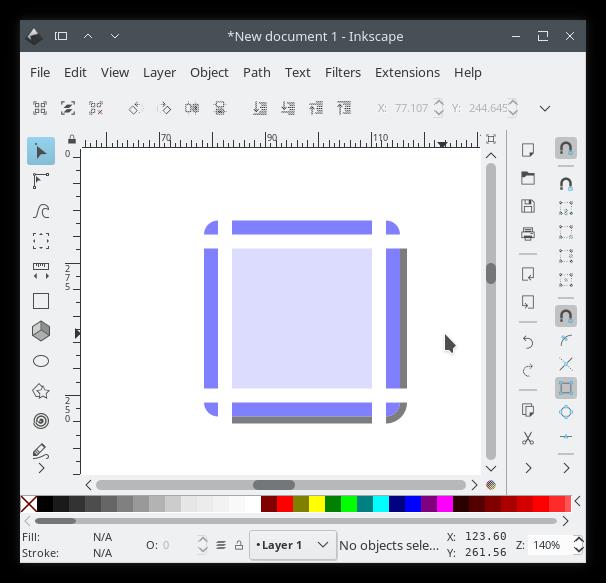 *New document 1 - Inkscape
File Edit View Layer Object Path Text Filters Extensions Help
X: 77.107 Y: 244.645
70 90 110
0
275
250
Fill: N/A
Stroke: N/A
O: 0
•Layer 1
No objects sele...
X: 123.60
Y: 261.56
Z: 140%